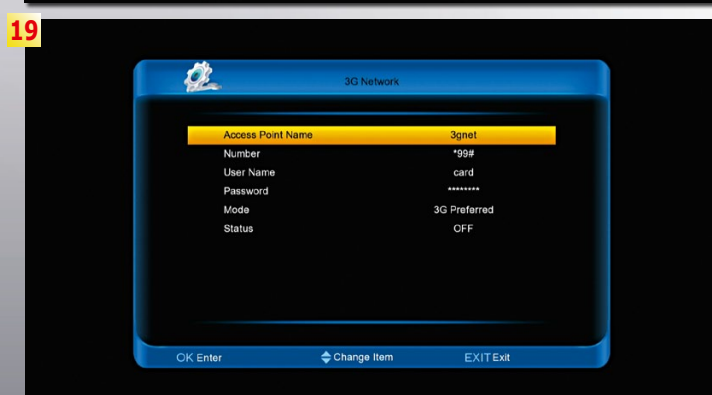 19
3G Network
Access Point Name 3gnet
Number *99#
User Name card
Password ********
Mode 3G Preferred
Status OFF
OK Enter Change Item EXIT Exit